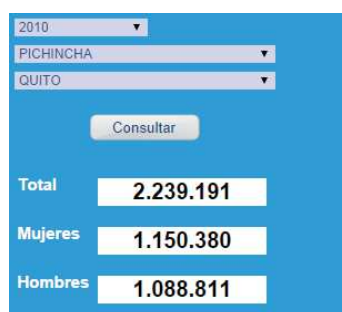 2010
PICHINCHA
QUITO
Consultar
Total 2.239.191
Mujeres 1.150.380
Hombres 1.088.811